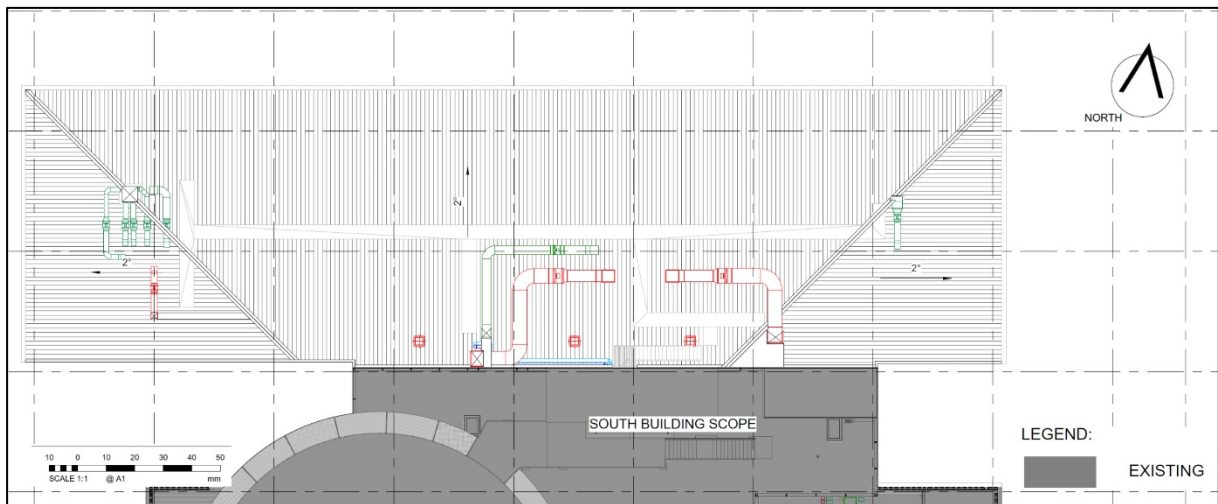 NORTH
2°
2°
2°
SOUTH BUILDING SCOPE
LEGEND:
EXISTING
10 0 10 20 30 40 50
SCALE 1:1 @ A1 mm